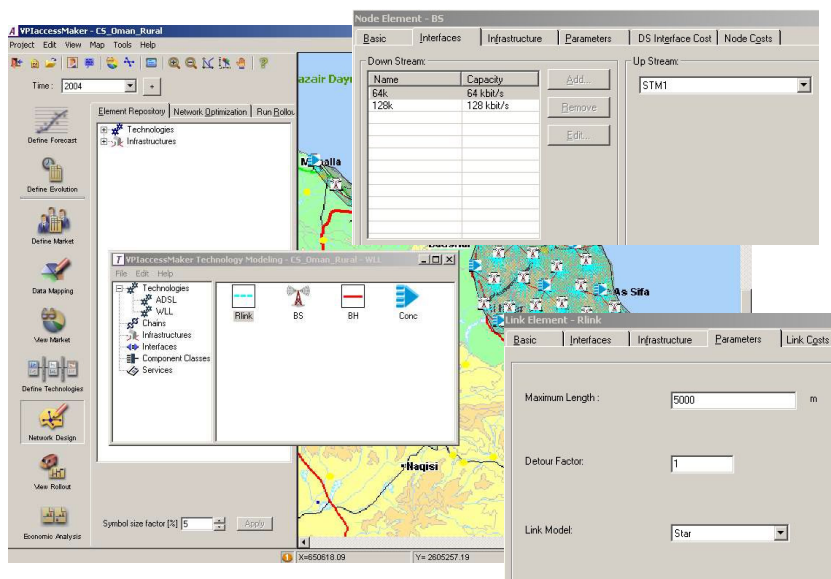 VPIaccessMaker - CS_Oman_Rural
Project Edit View Map Tools Help
Time : 2004 +
Define Forecast
Define Evolution
Define Market
Data Mapping
View Market
Define Technologies
Network Design
View Rollout
Economic Analysis
Element Repository Network Optimization Run Rollou
Technologies
Infrastructures
Symbol size factor [%] 5 Apply
X=650618.09 Y= 2605257.19
azair Day
As Sifa
Naqisi
Node Element - BS
Basic Interfaces Infrastructure Parameters DS Interface Cost Node Costs
Down Stream: Up Stream:
Name Capacity
64k 64 kbit/s
128k 128 kbit/s
Add...
Remove
Edit...
STM1
VPIaccessMaker Technology Modeling - CS_Oman_Rural - WLL
File Edit Help
Technologies
ADSL
WLL
Chains
Infrastructures
Interfaces
Component Classes
Services
Rlink BS BH Conc
Link Element - Rlink
Basic Interfaces Infrastructure Parameters Link Costs
Maximum Length : 5000 m
Detour Factor: 1
Link Model: Star